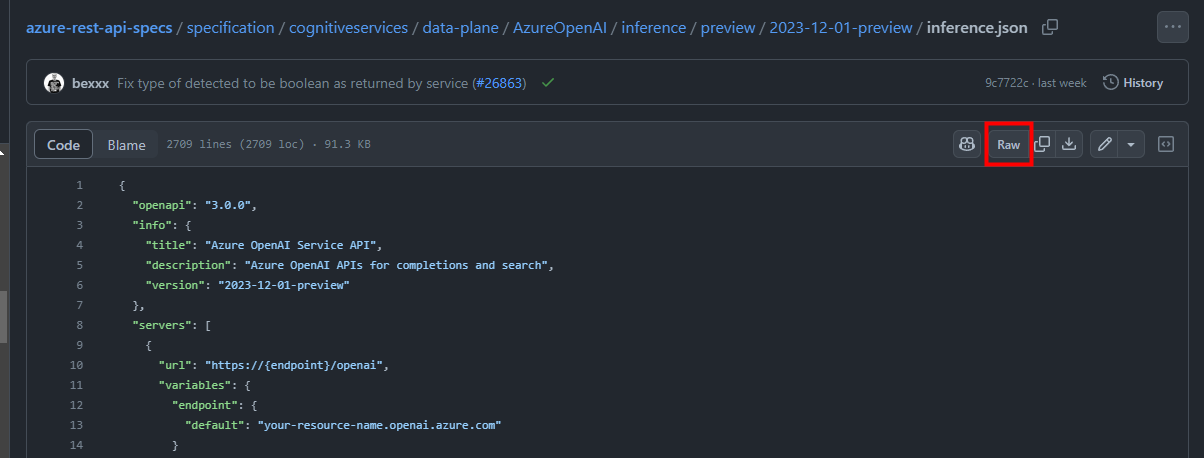 azure-rest-api-specs / specification / cognitiveservices / data-plane / AzureOpenAI / inference / preview / 2023-12-01-preview / inference.json
bexxx Fix type of detected to be boolean as returned by service (#26863) 9c7722c · last week History
Code Blame 2709 lines (2709 loc) · 91.3 KB Raw
1 {
2 "openapi": "3.0.0",
3 "info": {
4 "title": "Azure OpenAI Service API",
5 "description": "Azure OpenAI APIs for completions and search",
6 "version": "2023-12-01-preview"
7 },
8 "servers": [
9 {
10 "url": "https://{endpoint}/openai",
11 "variables": {
12 "endpoint": {
13 "default": "your-resource-name.openai.azure.com"
14 }